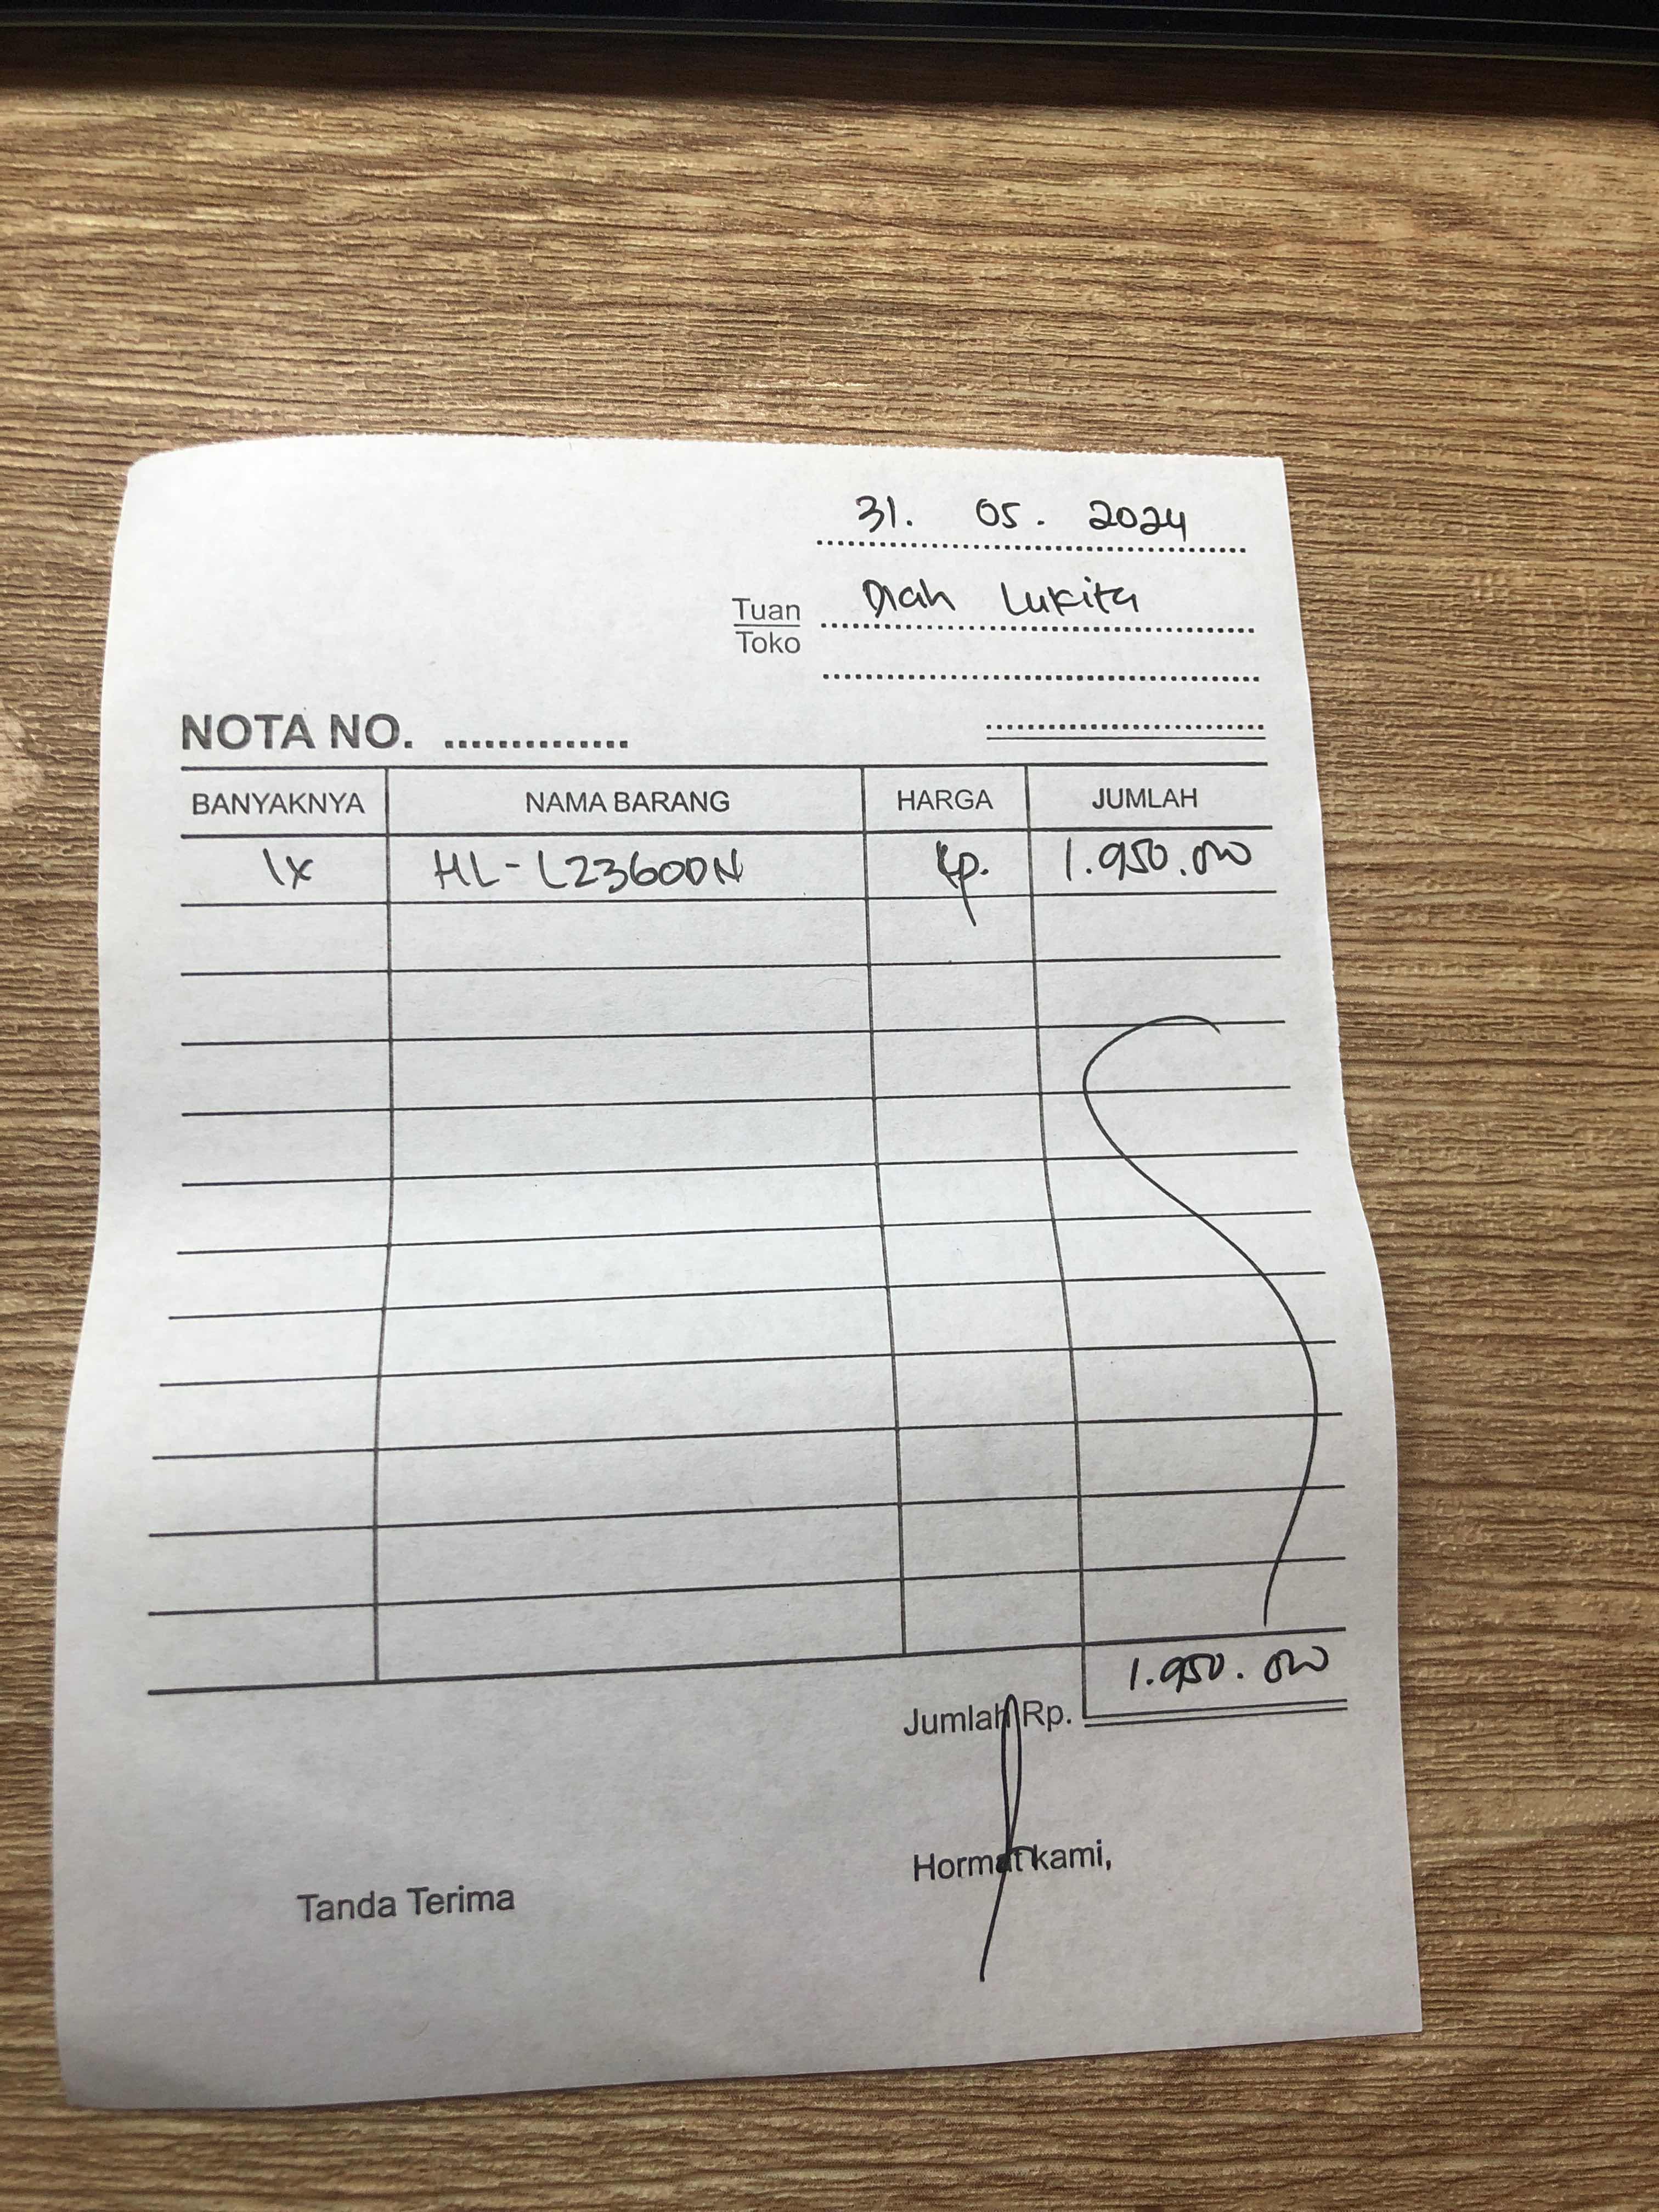 31. 05. 2024
Tuan Diah Lukita
Toko
NOTA NO. ..............
BANYAKNYA NAMA BARANG HARGA JUMLAH
1x HL-L2360DN Rp. 1.950.000
Jumlah Rp. 1.950.000
Tanda Terima Hormat kami,